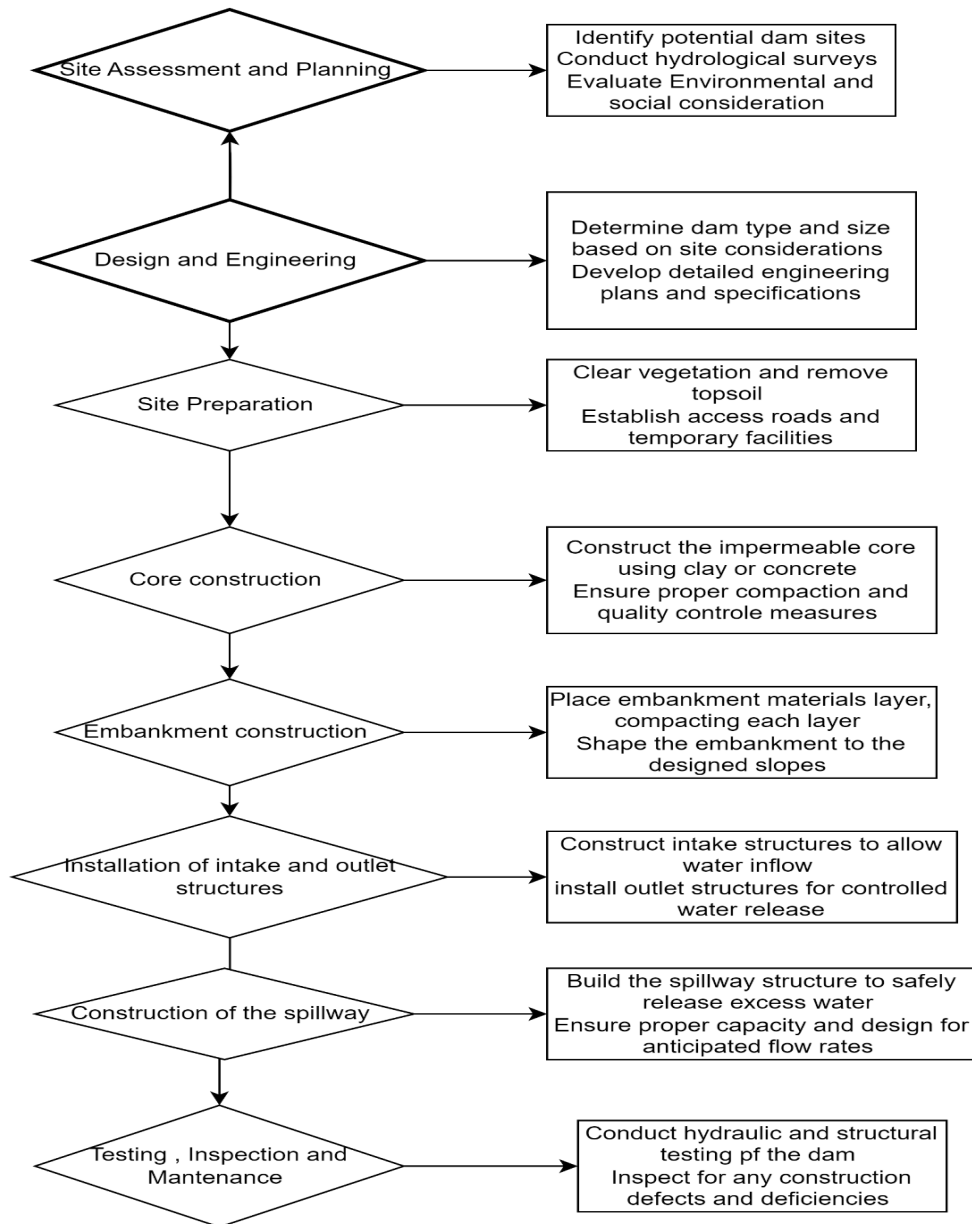 Site Assessment and Planning
Identify potential dam sites
Conduct hydrological surveys
Evaluate Environmental and
social consideration
Design and Engineering
Determine dam type and size
based on site considerations
Develop detailed engineering
plans and specifications
Site Preparation
Clear vegetation and remove
topsoil
Establish access roads and
temporary facilities
Core construction
Construct the impermeable core
using clay or concrete
Ensure proper compaction and
quality controle measures
Embankment construction
Place embankment materials layer,
compacting each layer
Shape the embankment to the
designed slopes
Installation of intake and outlet
structures
Construct intake structures to allow
water inflow
install outlet structures for controlled
water release
Construction of the spillway
Build the spillway structure to safely
release excess water
Ensure proper capacity and design for
anticipated flow rates
Testing , Inspection and
Mantenance
Conduct hydraulic and structural
testing pf the dam
Inspect for any construction
defects and deficiencies